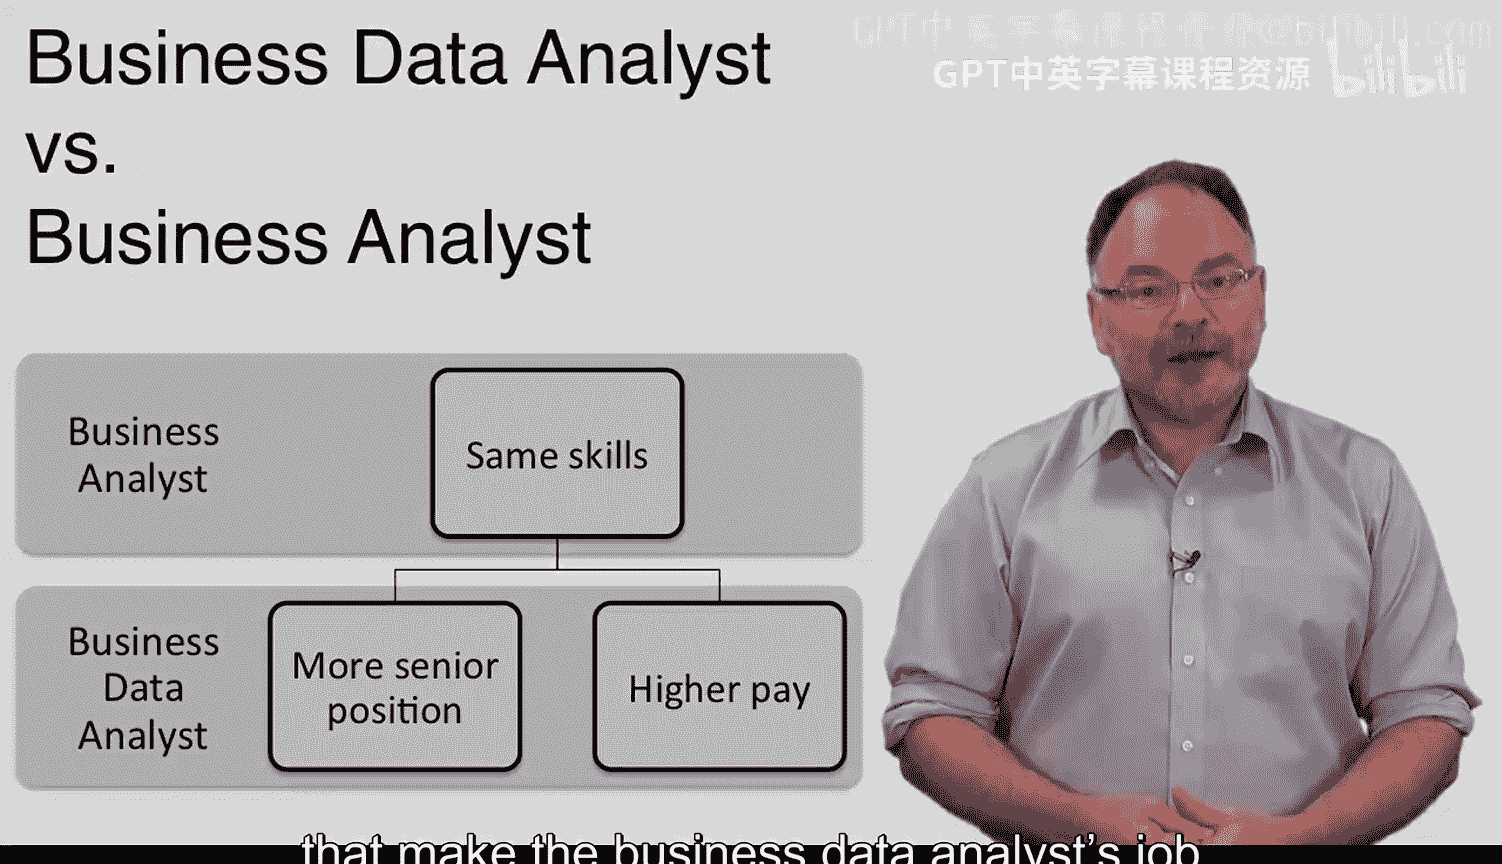 Business Data Analyst
vs.
Business Analyst
GPT中英字幕课程资源 bilibili
Business
Analyst
Same skills
Business
Data
Analyst
More senior
position
Higher pay
that make the business data analyst's job